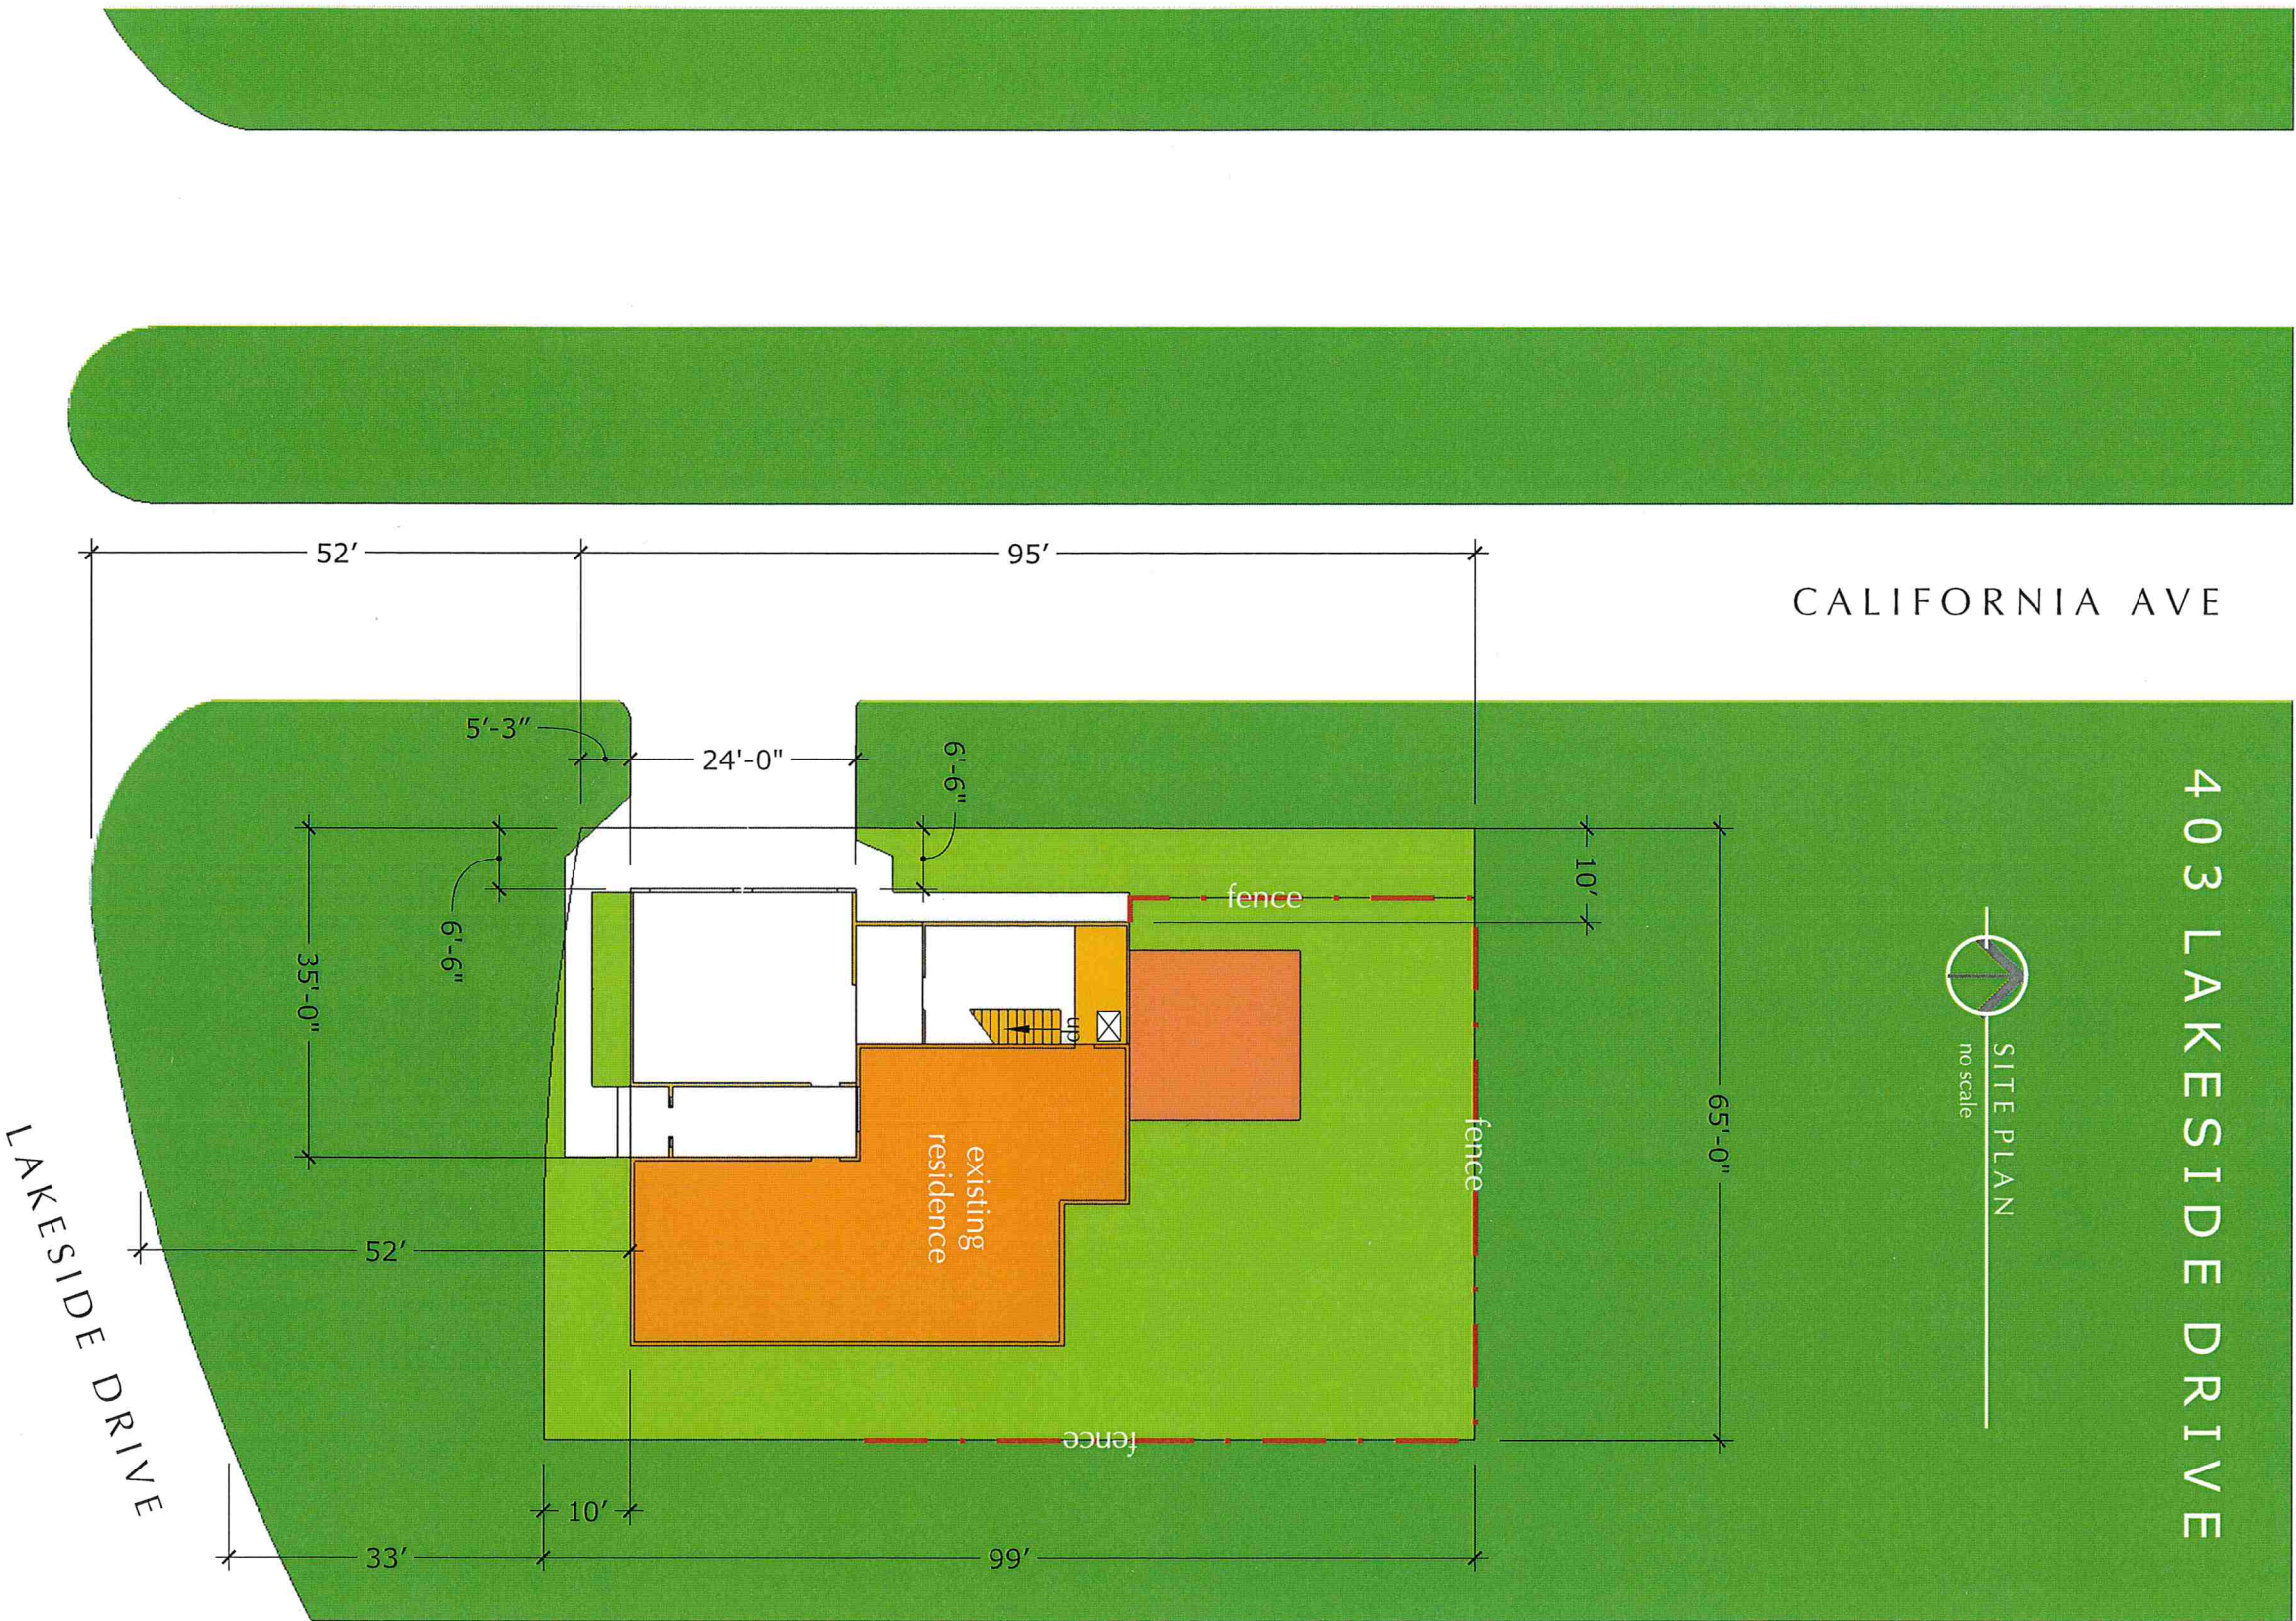 52′
95′
CALIFORNIA AVE
5′-3″
24'-0"
6'-6"
403 LAKESIDE DRIVE
10′
fence
6'-6"
35'-0"
up
SITE PLAN
no scale
65'-0"
fence
existing
residence
LAKESIDE DRIVE
52′
fence
10′
33′
99′